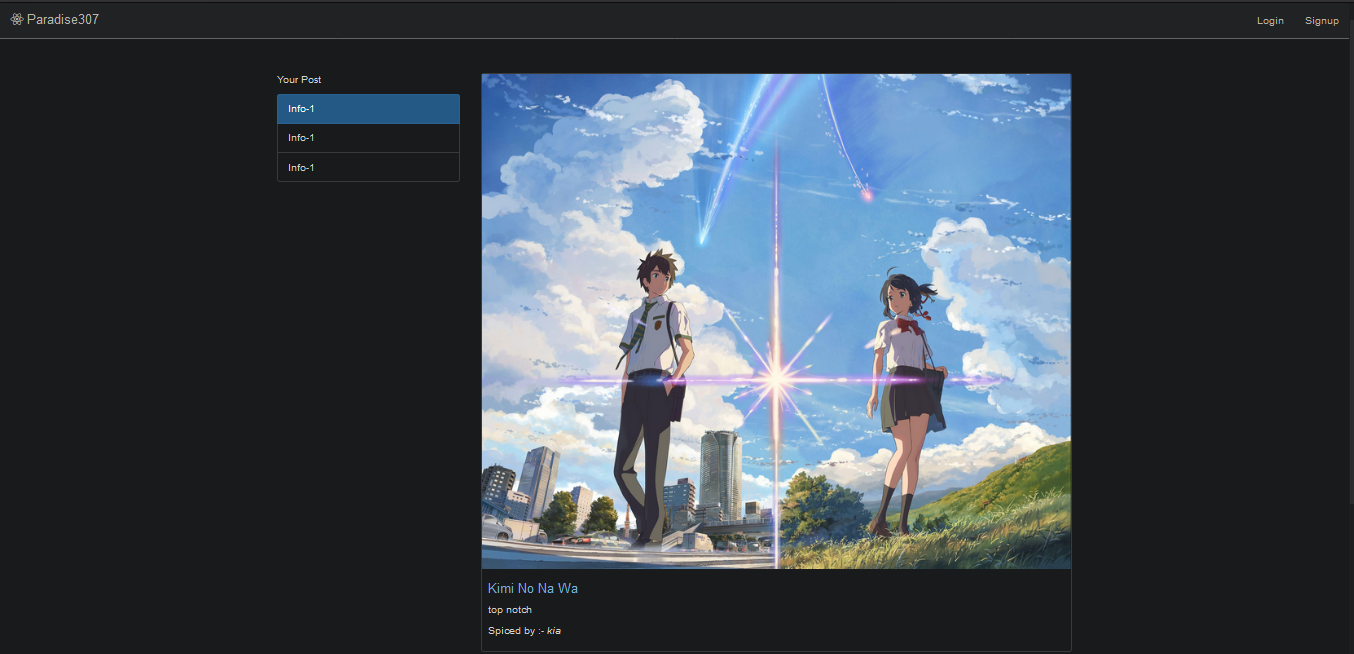 Paradise307
Login
Signup
Your Post
Info-1
Info-1
Info-1
Kimi No Na Wa
top notch
Spiced by :- kia